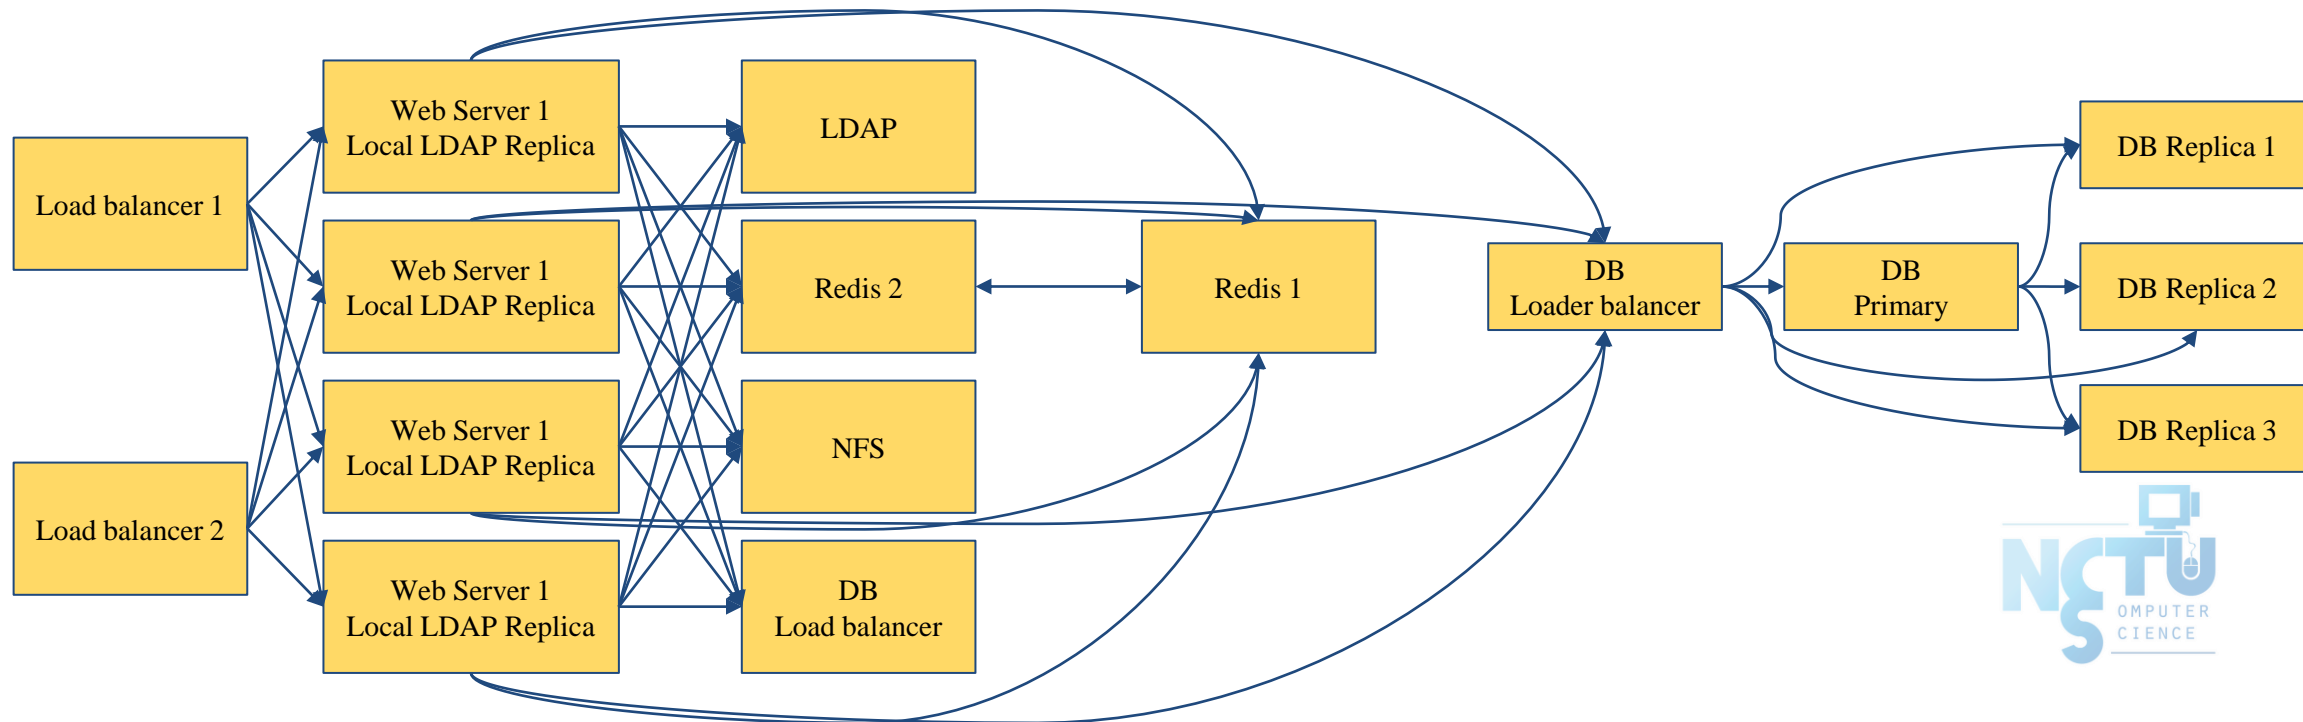 Load balancer 1
Load balancer 2
Web Server 1
Local LDAP Replica
Web Server 1
Local LDAP Replica
Web Server 1
Local LDAP Replica
Web Server 1
Local LDAP Replica
LDAP
Redis 2
NFS
DB
Load balancer
Redis 1
DB
Loader balancer
DB
Primary
DB Replica 1
DB Replica 2
DB Replica 3
NCTU
OMPUTER
S CIENCE